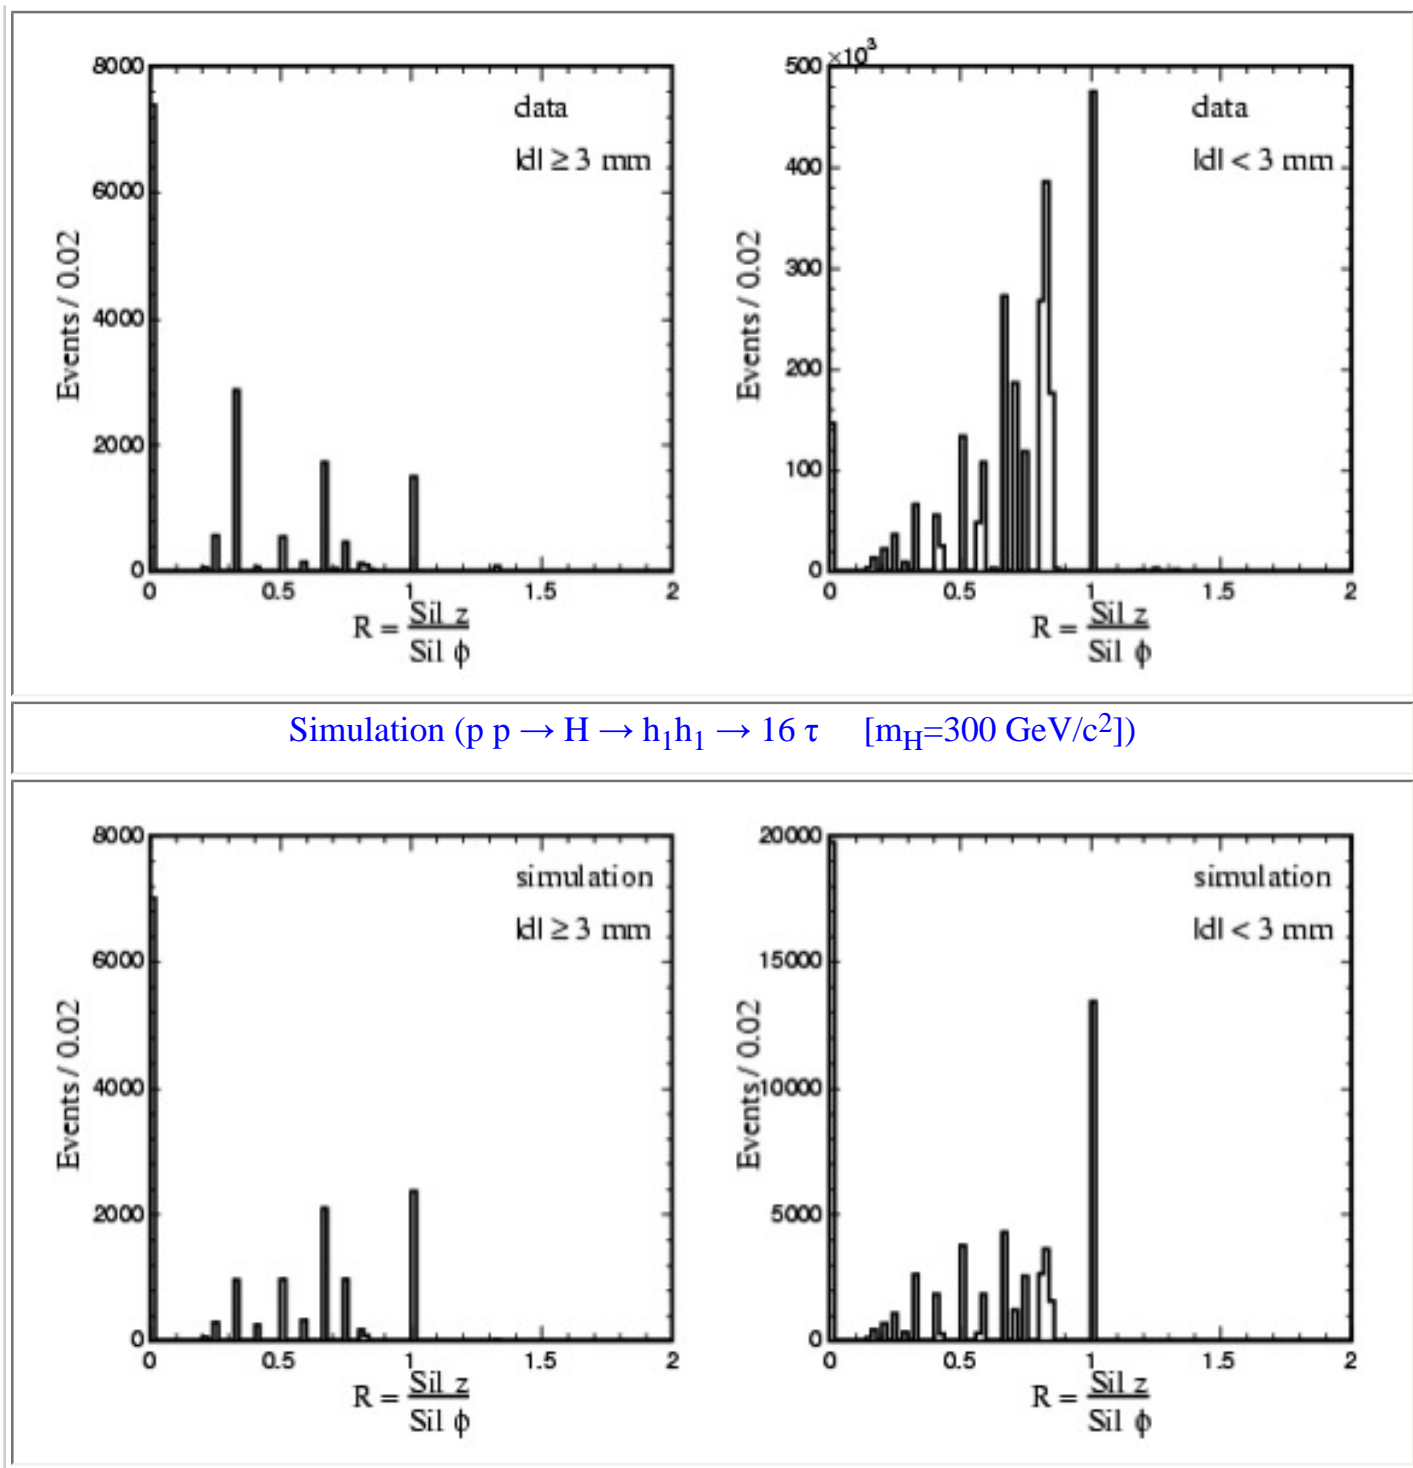 8000
6000
4000
2000
0
0 0.5 1 1.5 2
Events / 0.02
data
|d| ≥ 3 mm
R = Sil z
Sil ϕ
×10³
500
400
300
200
100
0
0 0.5 1 1.5 2
Events / 0.02
data
|d| < 3 mm
R = Sil z
Sil ϕ
Simulation (p p → H → h₁h₁ → 16 τ [m_H=300 GeV/c²])
8000
6000
4000
2000
0
0 0.5 1 1.5 2
Events / 0.02
simulation
|d| ≥ 3 mm
R = Sil z
Sil ϕ
20000
15000
10000
5000
0
0 0.5 1 1.5 2
Events / 0.02
simulation
|d| < 3 mm
R = Sil z
Sil ϕ